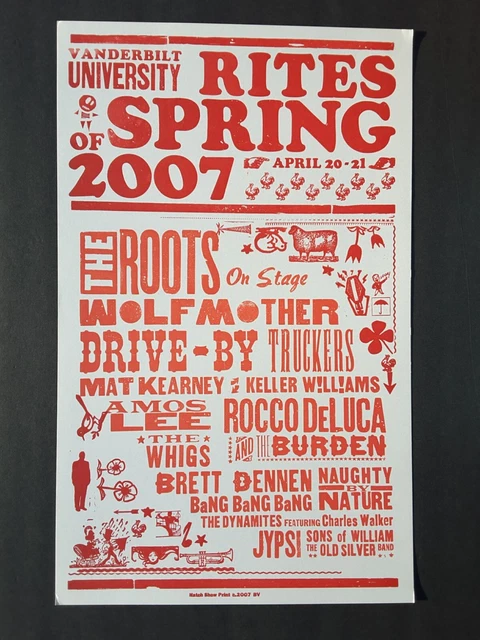 VANDERBILT
UNIVERSITY
RITES
OF SPRING
2007
APRIL 20-21
THE ROOTS
On Stage
WOLFMOTHER
DRIVE-BY TRUCKERS
MAT KEARNEY KELLER WILLIAMS
AMOS
LEE
ROCCO DELUCA
AND THE BURDEN
THE
WHIGS
BRETT DENNEN
NAUGHTY
BY
NATURE
BANG BANG BANG
THE DYNAMITES FEATURING Charles Walker
JYPSI
SONS of WILLIAM
THE OLD SILVER BAND
Hatch Show Print c.2007 BV